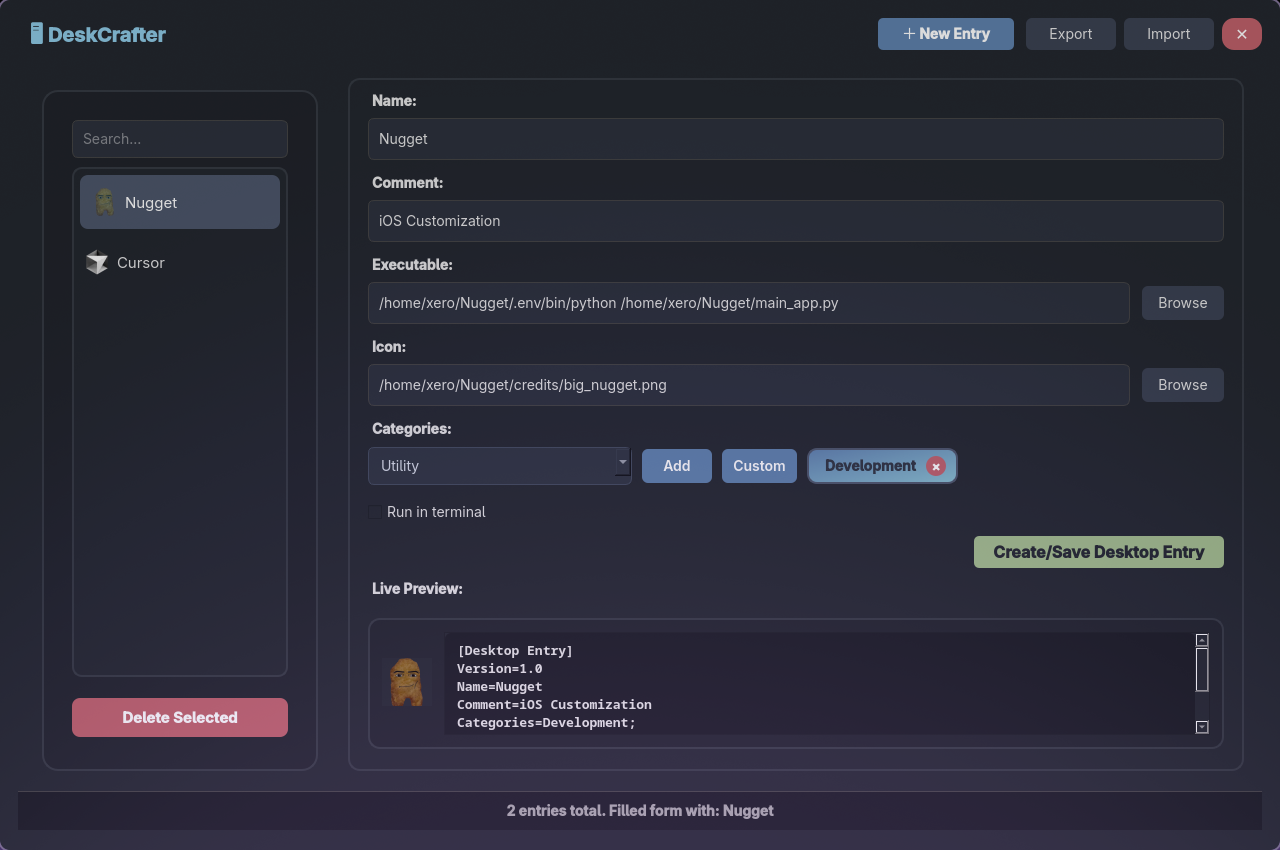 DeskCrafter
+ New Entry
Export
Import
×
Search...
Nugget
Cursor
Delete Selected
Name:
Nugget
Comment:
iOS Customization
Executable:
/home/xero/Nugget/.env/bin/python /home/xero/Nugget/main_app.py
Browse
Icon:
/home/xero/Nugget/credits/big_nugget.png
Browse
Categories:
Utility
Add
Custom
Development
×
Run in terminal
Create/Save Desktop Entry
Live Preview:
[Desktop Entry]
Version=1.0
Name=Nugget
Comment=iOS Customization
Categories=Development;
2 entries total. Filled form with: Nugget